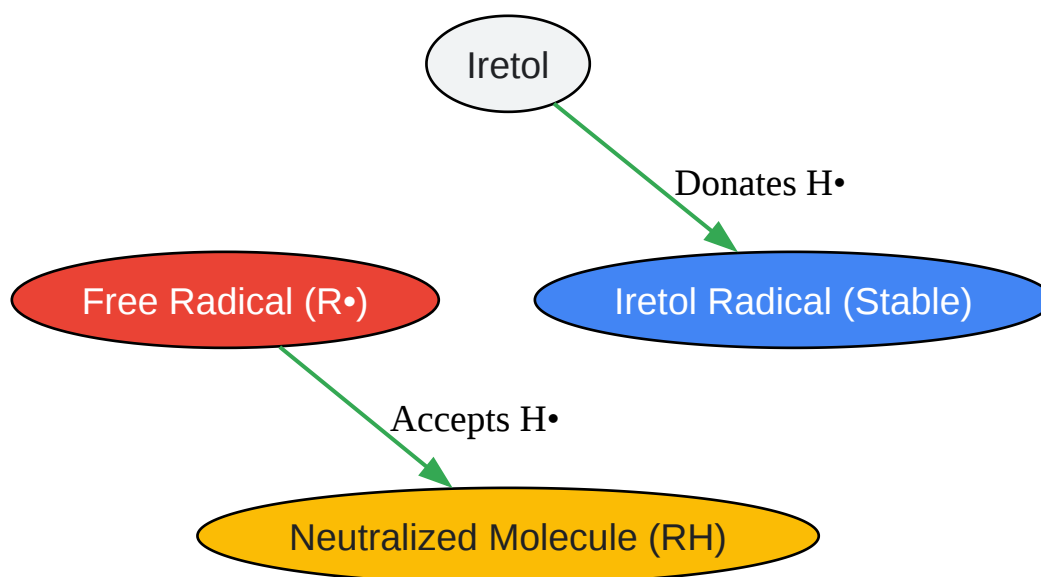 Iretol
Donates H•
Free Radical (R•)
Iretol Radical (Stable)
Accepts H•
Neutralized Molecule (RH)